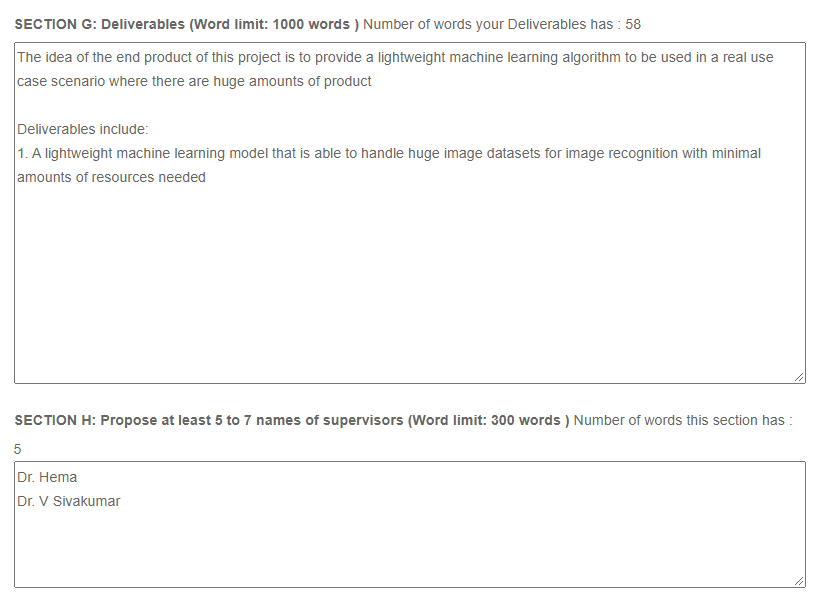 SECTION G: Deliverables (Word limit: 1000 words ) Number of words your Deliverables has : 58
The idea of the end product of this project is to provide a lightweight machine learning algorithm to be used in a real use
case scenario where there are huge amounts of product
Deliverables include:
1. A lightweight machine learning model that is able to handle huge image datasets for image recognition with minimal
amounts of resources needed
SECTION H: Propose at least 5 to 7 names of supervisors (Word limit: 300 words ) Number of words this section has :
5
Dr. Hema
Dr. V Sivakumar